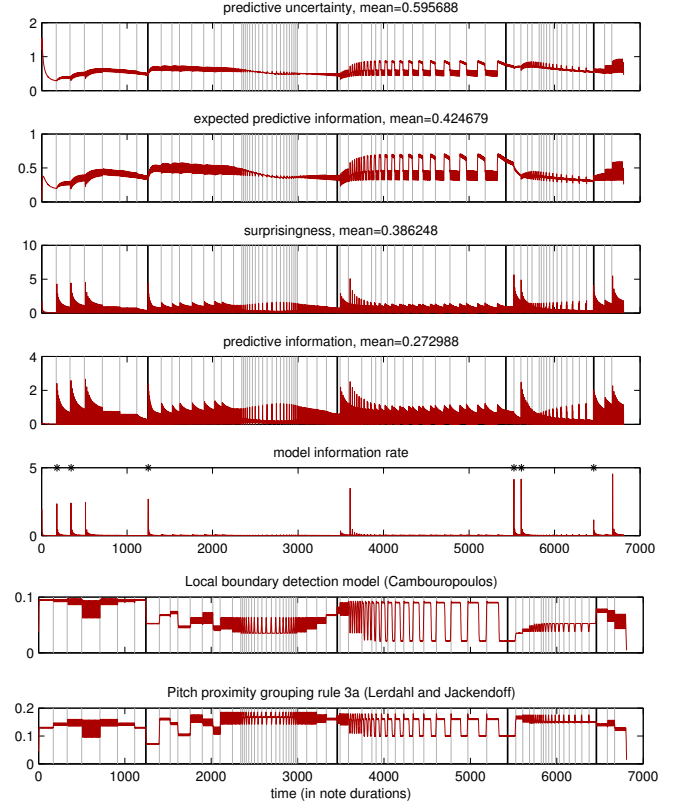 predictive uncertainty, mean=0.595688
2
1
0
expected predictive information, mean=0.424679
1
0.5
0
surprisingness, mean=0.386248
10
5
0
predictive information, mean=0.272988
4
2
0
model information rate
5
0
0 1000 2000 3000 4000 5000 6000 7000
Local boundary detection model (Cambouropoulos)
0.1
0
Pitch proximity grouping rule 3a (Lerdahl and Jackendoff)
0.2
0.1
0
0 1000 2000 3000 4000 5000 6000 7000
time (in note durations)